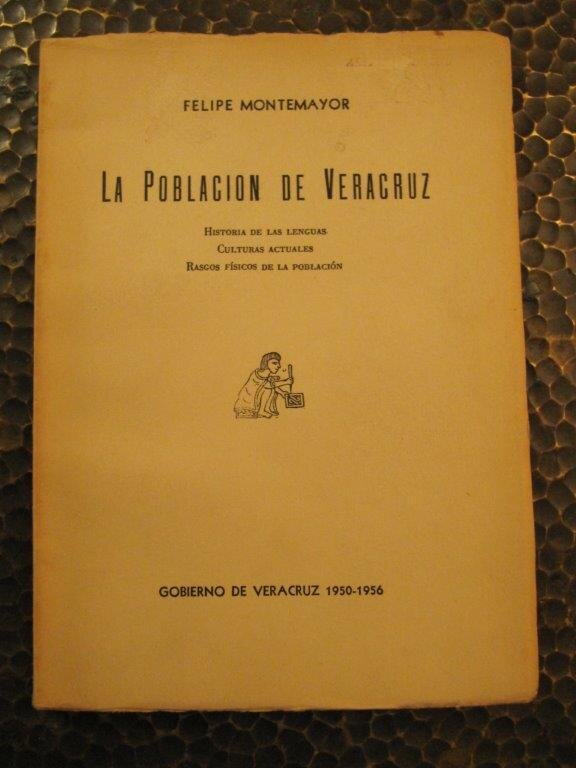 FELIPE MONTEMAYOR
LA POBLACION DE VERACRUZ
HISTORIA DE LAS LENGUAS
CULTURAS ACTUALES
RASGOS FÍSICOS DE LA POBLACIÓN
GOBIERNO DE VERACRUZ 1950-1956